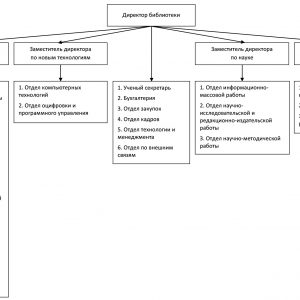 Директор библиотеки
Заместитель директора
по новым технологиям
Заместитель директора
по науке
1. Отдел компьютерных
технологий
2. Отдел оцифровки и
программного управления
1. Ученый секретарь
2. Бухгалтерия
3. Отдел закупок
4. Отдел кадров
5. Отдел технологии и
менеджмента
6. Отдел по внешним
связям
1. Отдел информационно-
массовой работы
2. Отдел научно-
исследовательской и
редакционно-издательской
работы
3. Отдел научно-методической
работы